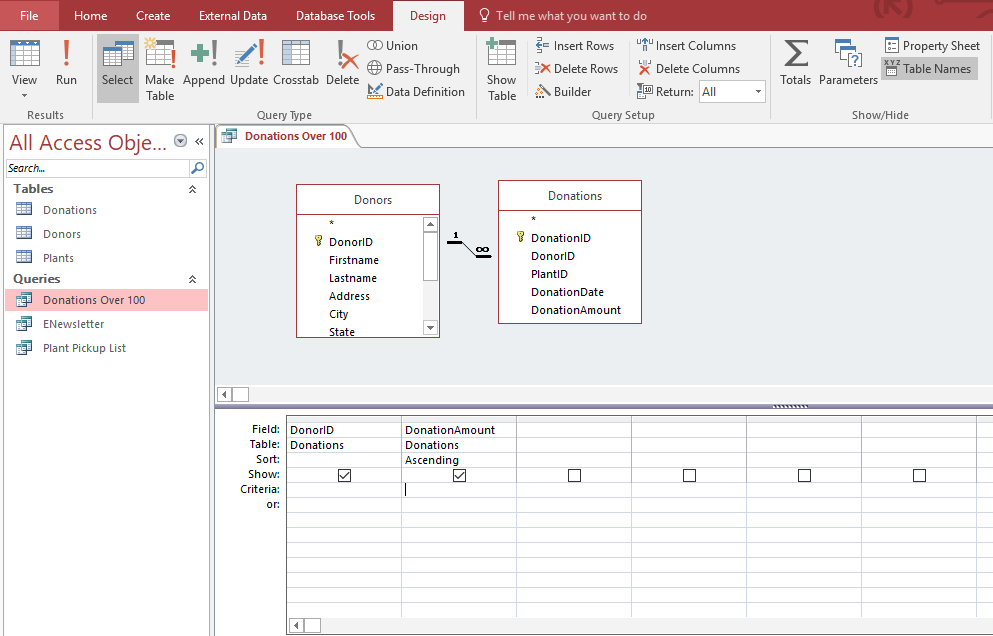 File Home Create External Data Database Tools Design Tell me what you want to do
View Run Select Make Table Append Update Crosstab Delete
Union
Pass-Through
Data Definition
Show Table
Insert Rows
Delete Rows
Builder
Insert Columns
Delete Columns
Return: All
Totals Parameters
Property Sheet
XYZ Table Names
Results Query Type Query Setup Show/Hide
All Access Obje... «
Search...
Tables
Donations
Donors
Plants
Queries
Donations Over 100
ENewsletter
Plant Pickup List
Donations Over 100
Donors
*
DonorID
Firstname
Lastname
Address
City
State
1 ∞
Donations
*
DonationID
DonorID
PlantID
DonationDate
DonationAmount
Field: DonorID DonationAmount
Table: Donations Donations
Sort: Ascending
Show:
Criteria:
or: